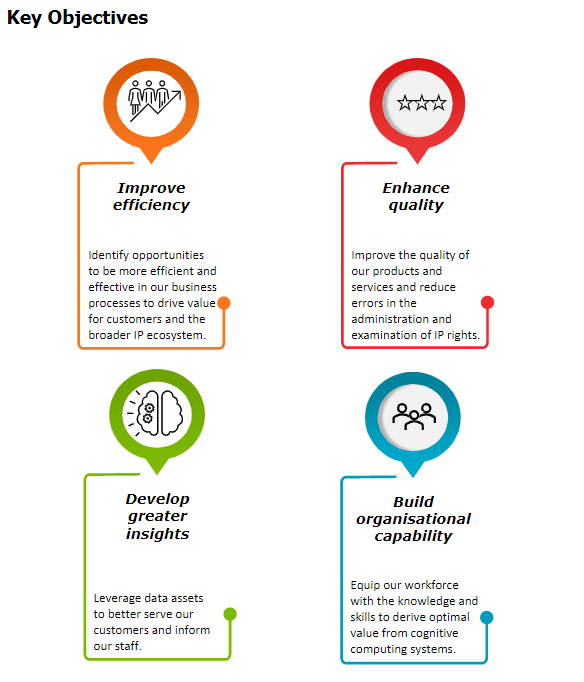 Key Objectives
Improve
efficiency
Identify opportunities
to be more efficient and
effective in our business
processes to drive value
for customers and the
broader IP ecosystem.
Enhance
quality
Improve the quality of
our products and
services and reduce
errors in the
administration and
examination of IP rights.
Develop
greater
insights
Leverage data assets
to better serve our
customers and inform
our staff.
Build
organisational
capability
Equip our workforce
with the knowledge and
skills to derive optimal
value from cognitive
computing systems.